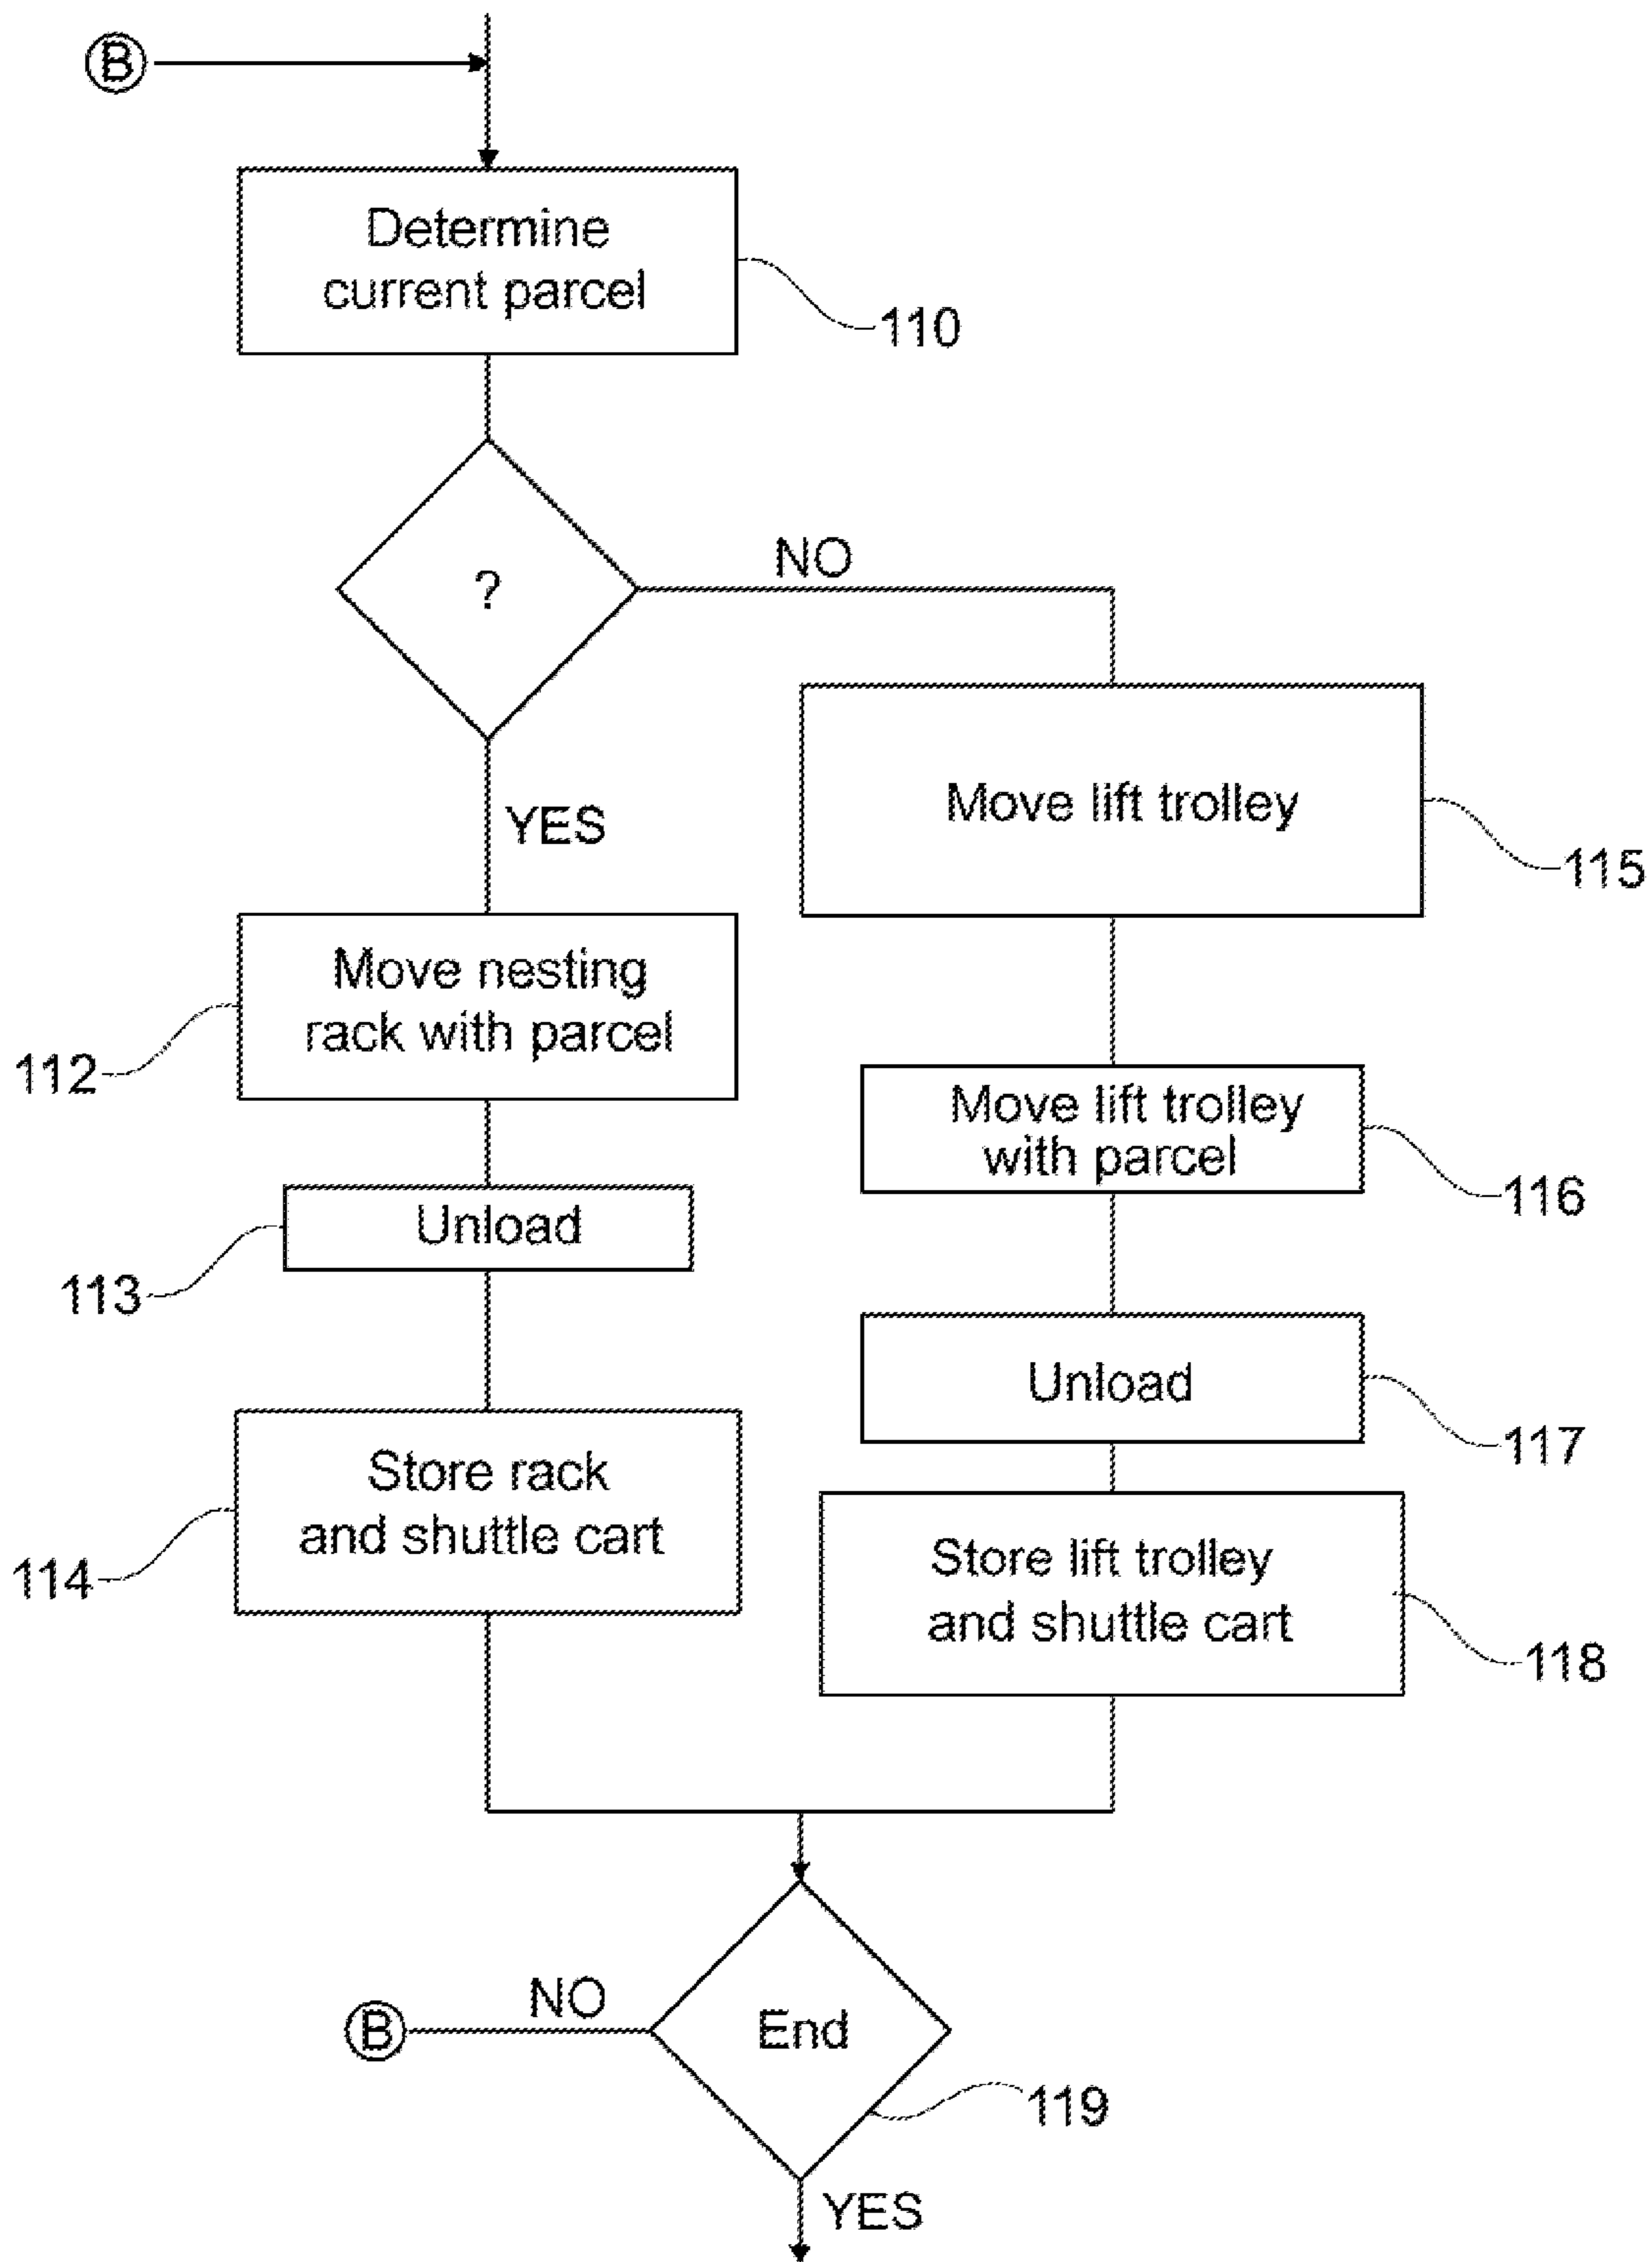 B
Determine
current parcel
110
?
NO
YES
Move lift trolley
115
Move nesting
rack with parcel
112
Move lift trolley
with parcel
116
Unload
113
Unload
117
Store rack
and shuttle cart
114
Store lift trolley
and shuttle cart
118
End
NO
B
119
YES